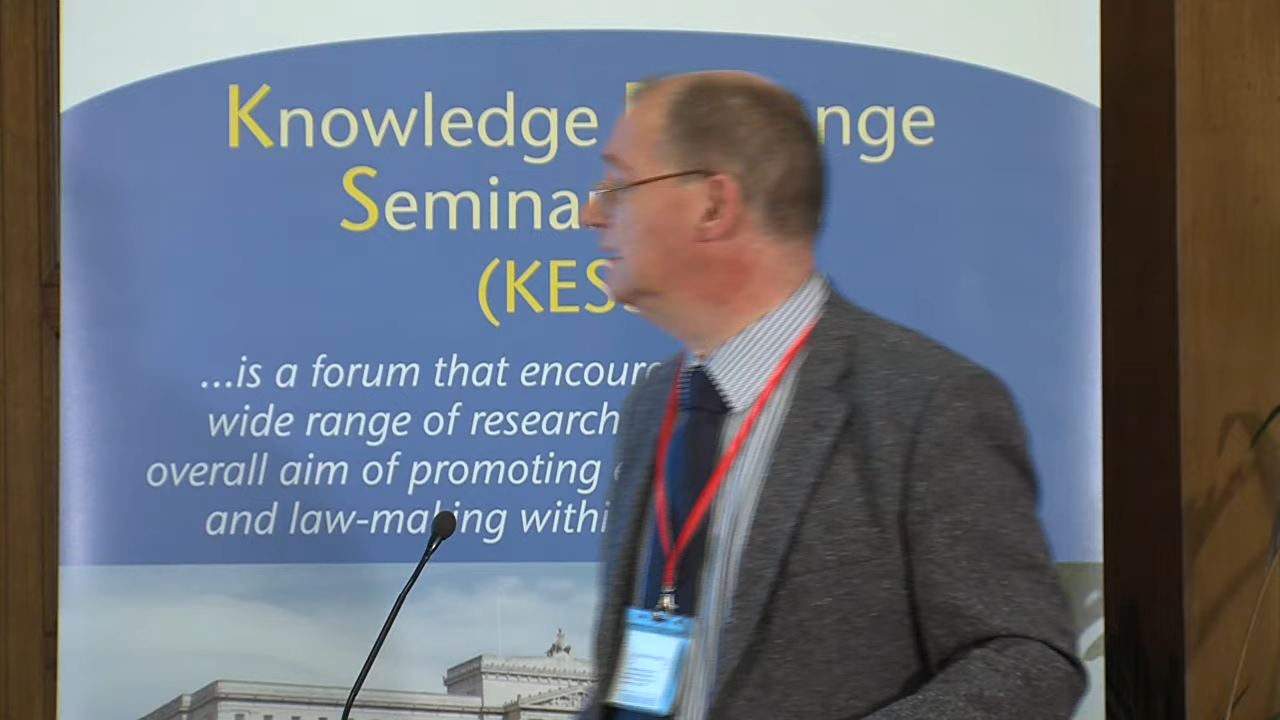 Knowledge nge
Semina
(KES
...is a forum that encour
wide range of research
overall aim of promoting
and law-making withi